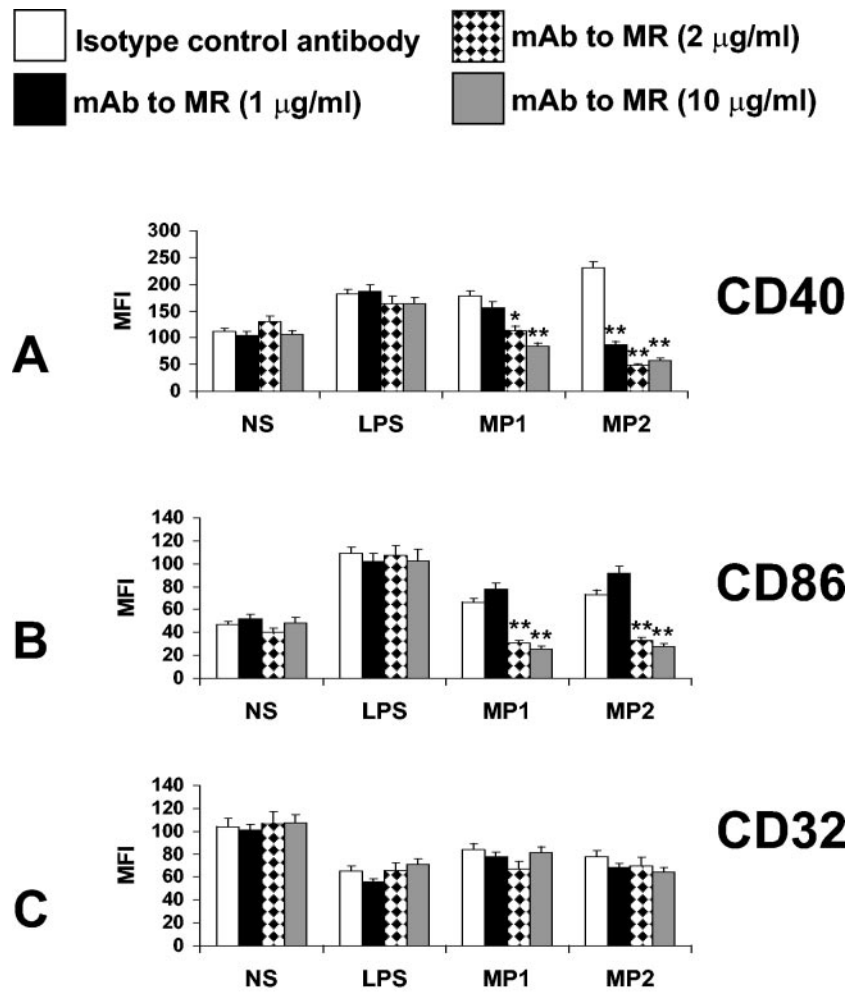 Isotype control antibody
mAb to MR (2 μg/ml)
mAb to MR (1 μg/ml)
mAb to MR (10 μg/ml)
A
MFI
300
250
200
150
100
50
0
*
**
**
**
**
NS
LPS
MP1
MP2
CD40
B
MFI
140
120
100
80
60
40
20
0
**
**
**
**
NS
LPS
MP1
MP2
CD86
C
MFI
140
120
100
80
60
40
20
0
NS
LPS
MP1
MP2
CD32